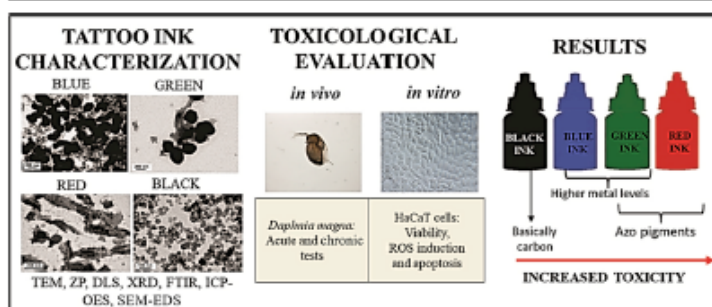 TATTOO INK
CHARACTERIZATION
BLUE
GREEN
RED
BLACK
TEM, ZP, DLS, XRD, FTIR, ICP-
OES, SEM-EDS
TOXICOLOGICAL
EVALUATION
in vivo
in vitro
Daphnia magna:
Acute and chronic
tests
HaCaT cells:
Viability,
ROS induction
and apoptosis
RESULTS
BLACK
INK
BLUE
INK
GREEN
INK
RED
INK
Higher metal levels
Basically
carbon
Azo pigments
INCREASED TOXICITY